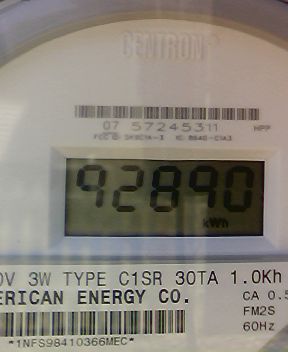 CENTRON®
07 57245311 HPP
92890
kWh
0V 3W TYPE C1SR 30TA 1.0Kh
ERICAN ENERGY CO. CA 0.5
FM2S
60Hz
*1NFS98410366MEC*